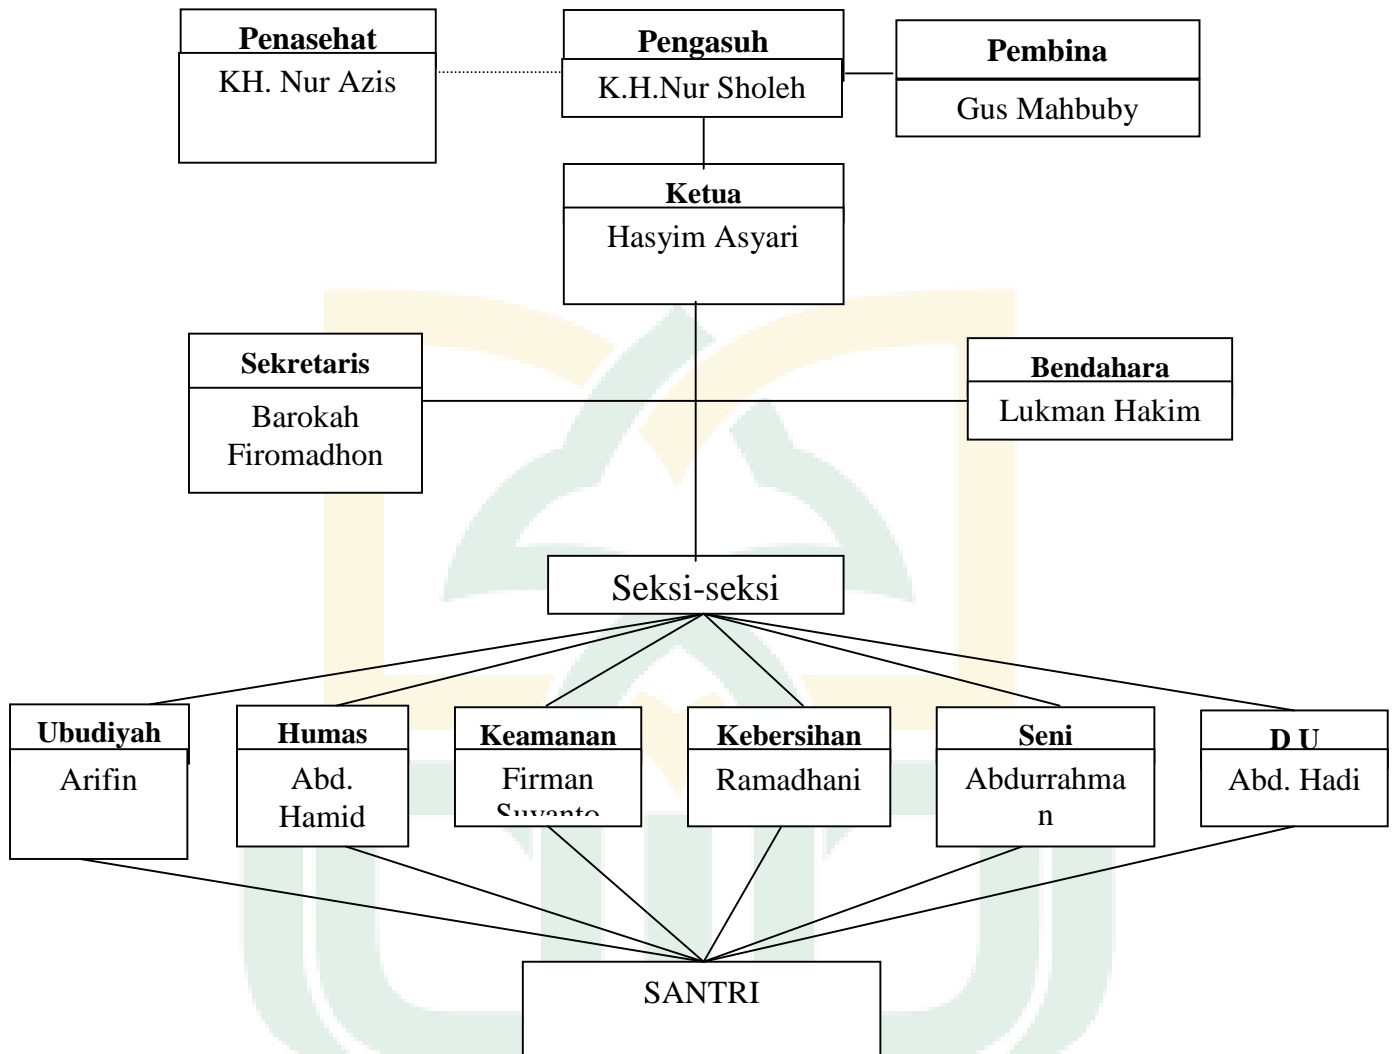 Penasehat
KH. Nur Azis
Pengasuh
K.H.Nur Sholeh
Pembina
Gus Mahbuby
Ketua
Hasyim Asyari
Sekretaris
Barokah
Firomadhon
Bendahara
Lukman Hakim
Seksi-seksi
Ubudiyah
Arifin
Humas
Abd.
Hamid
Keamanan
Firman
Suyanto
Kebersihan
Ramadhani
Seni
Abdurrahma
n
D U
Abd. Hadi
SANTRI